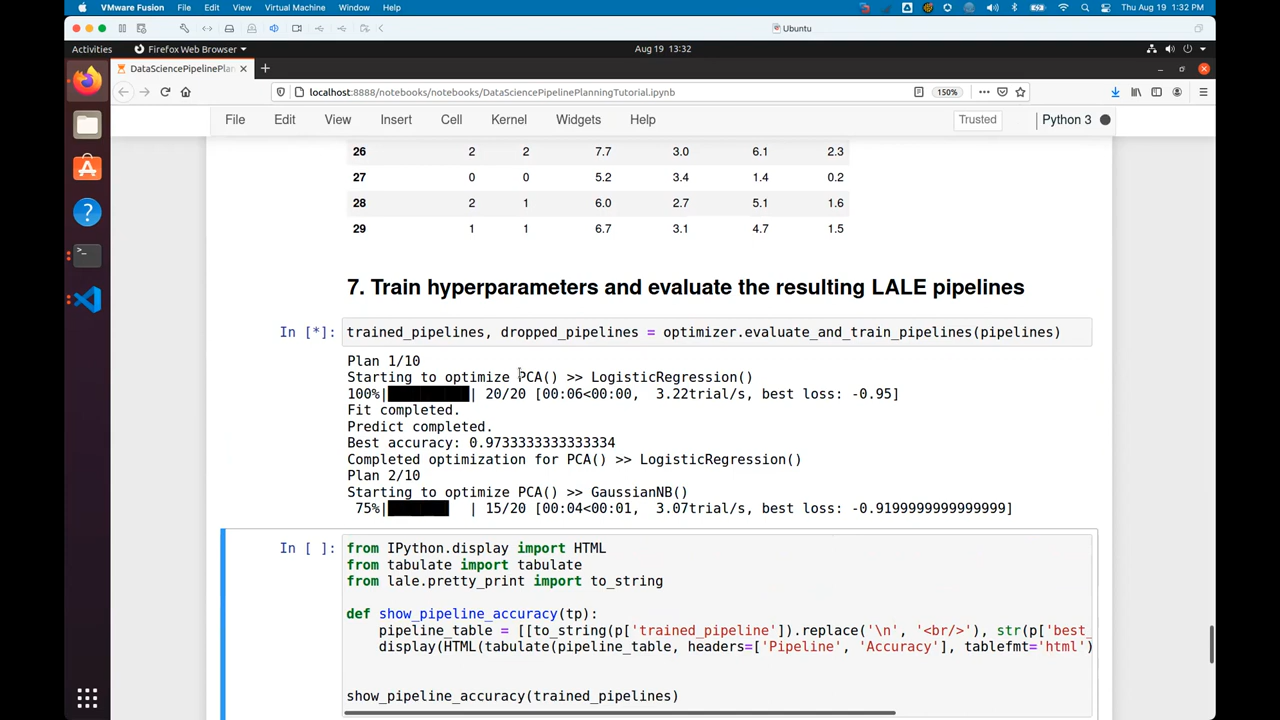 VMware Fusion File Edit View Virtual Machine Window Help Thu Aug 19 1:32 PM
Ubuntu
Activities Firefox Web Browser Aug 19 13:32
DataSciencePipelinePlan
localhost:8888/notebooks/notebooks/DataSciencePipelinePlanningTutorial.ipynb 150%
File Edit View Insert Cell Kernel Widgets Help Trusted Python 3
26 2 2 7.7 3.0 6.1 2.3
27 0 0 5.2 3.4 1.4 0.2
28 2 1 6.0 2.7 5.1 1.6
29 1 1 6.7 3.1 4.7 1.5
7. Train hyperparameters and evaluate the resulting LALE pipelines
In [*]: trained_pipelines, dropped_pipelines = optimizer.evaluate_and_train_pipelines(pipelines)
Plan 1/10
Starting to optimize PCA() >> LogisticRegression()
100%|██████████| 20/20 [00:06<00:00, 3.22trial/s, best loss: -0.95]
Fit completed.
Predict completed.
Best accuracy: 0.9733333333333334
Completed optimization for PCA() >> LogisticRegression()
Plan 2/10
Starting to optimize PCA() >> GaussianNB()
75%|███████▌  | 15/20 [00:04<00:01, 3.07trial/s, best loss: -0.9199999999999999]
In [ ]: from IPython.display import HTML
from tabulate import tabulate
from lale.pretty_print import to_string
def show_pipeline_accuracy(tp):
pipeline_table = [[to_string(p['trained_pipeline']).replace('\n', '<br/>'), str(p['best_
display(HTML(tabulate(pipeline_table, headers=['Pipeline', 'Accuracy'], tablefmt='html')
show_pipeline_accuracy(trained_pipelines)